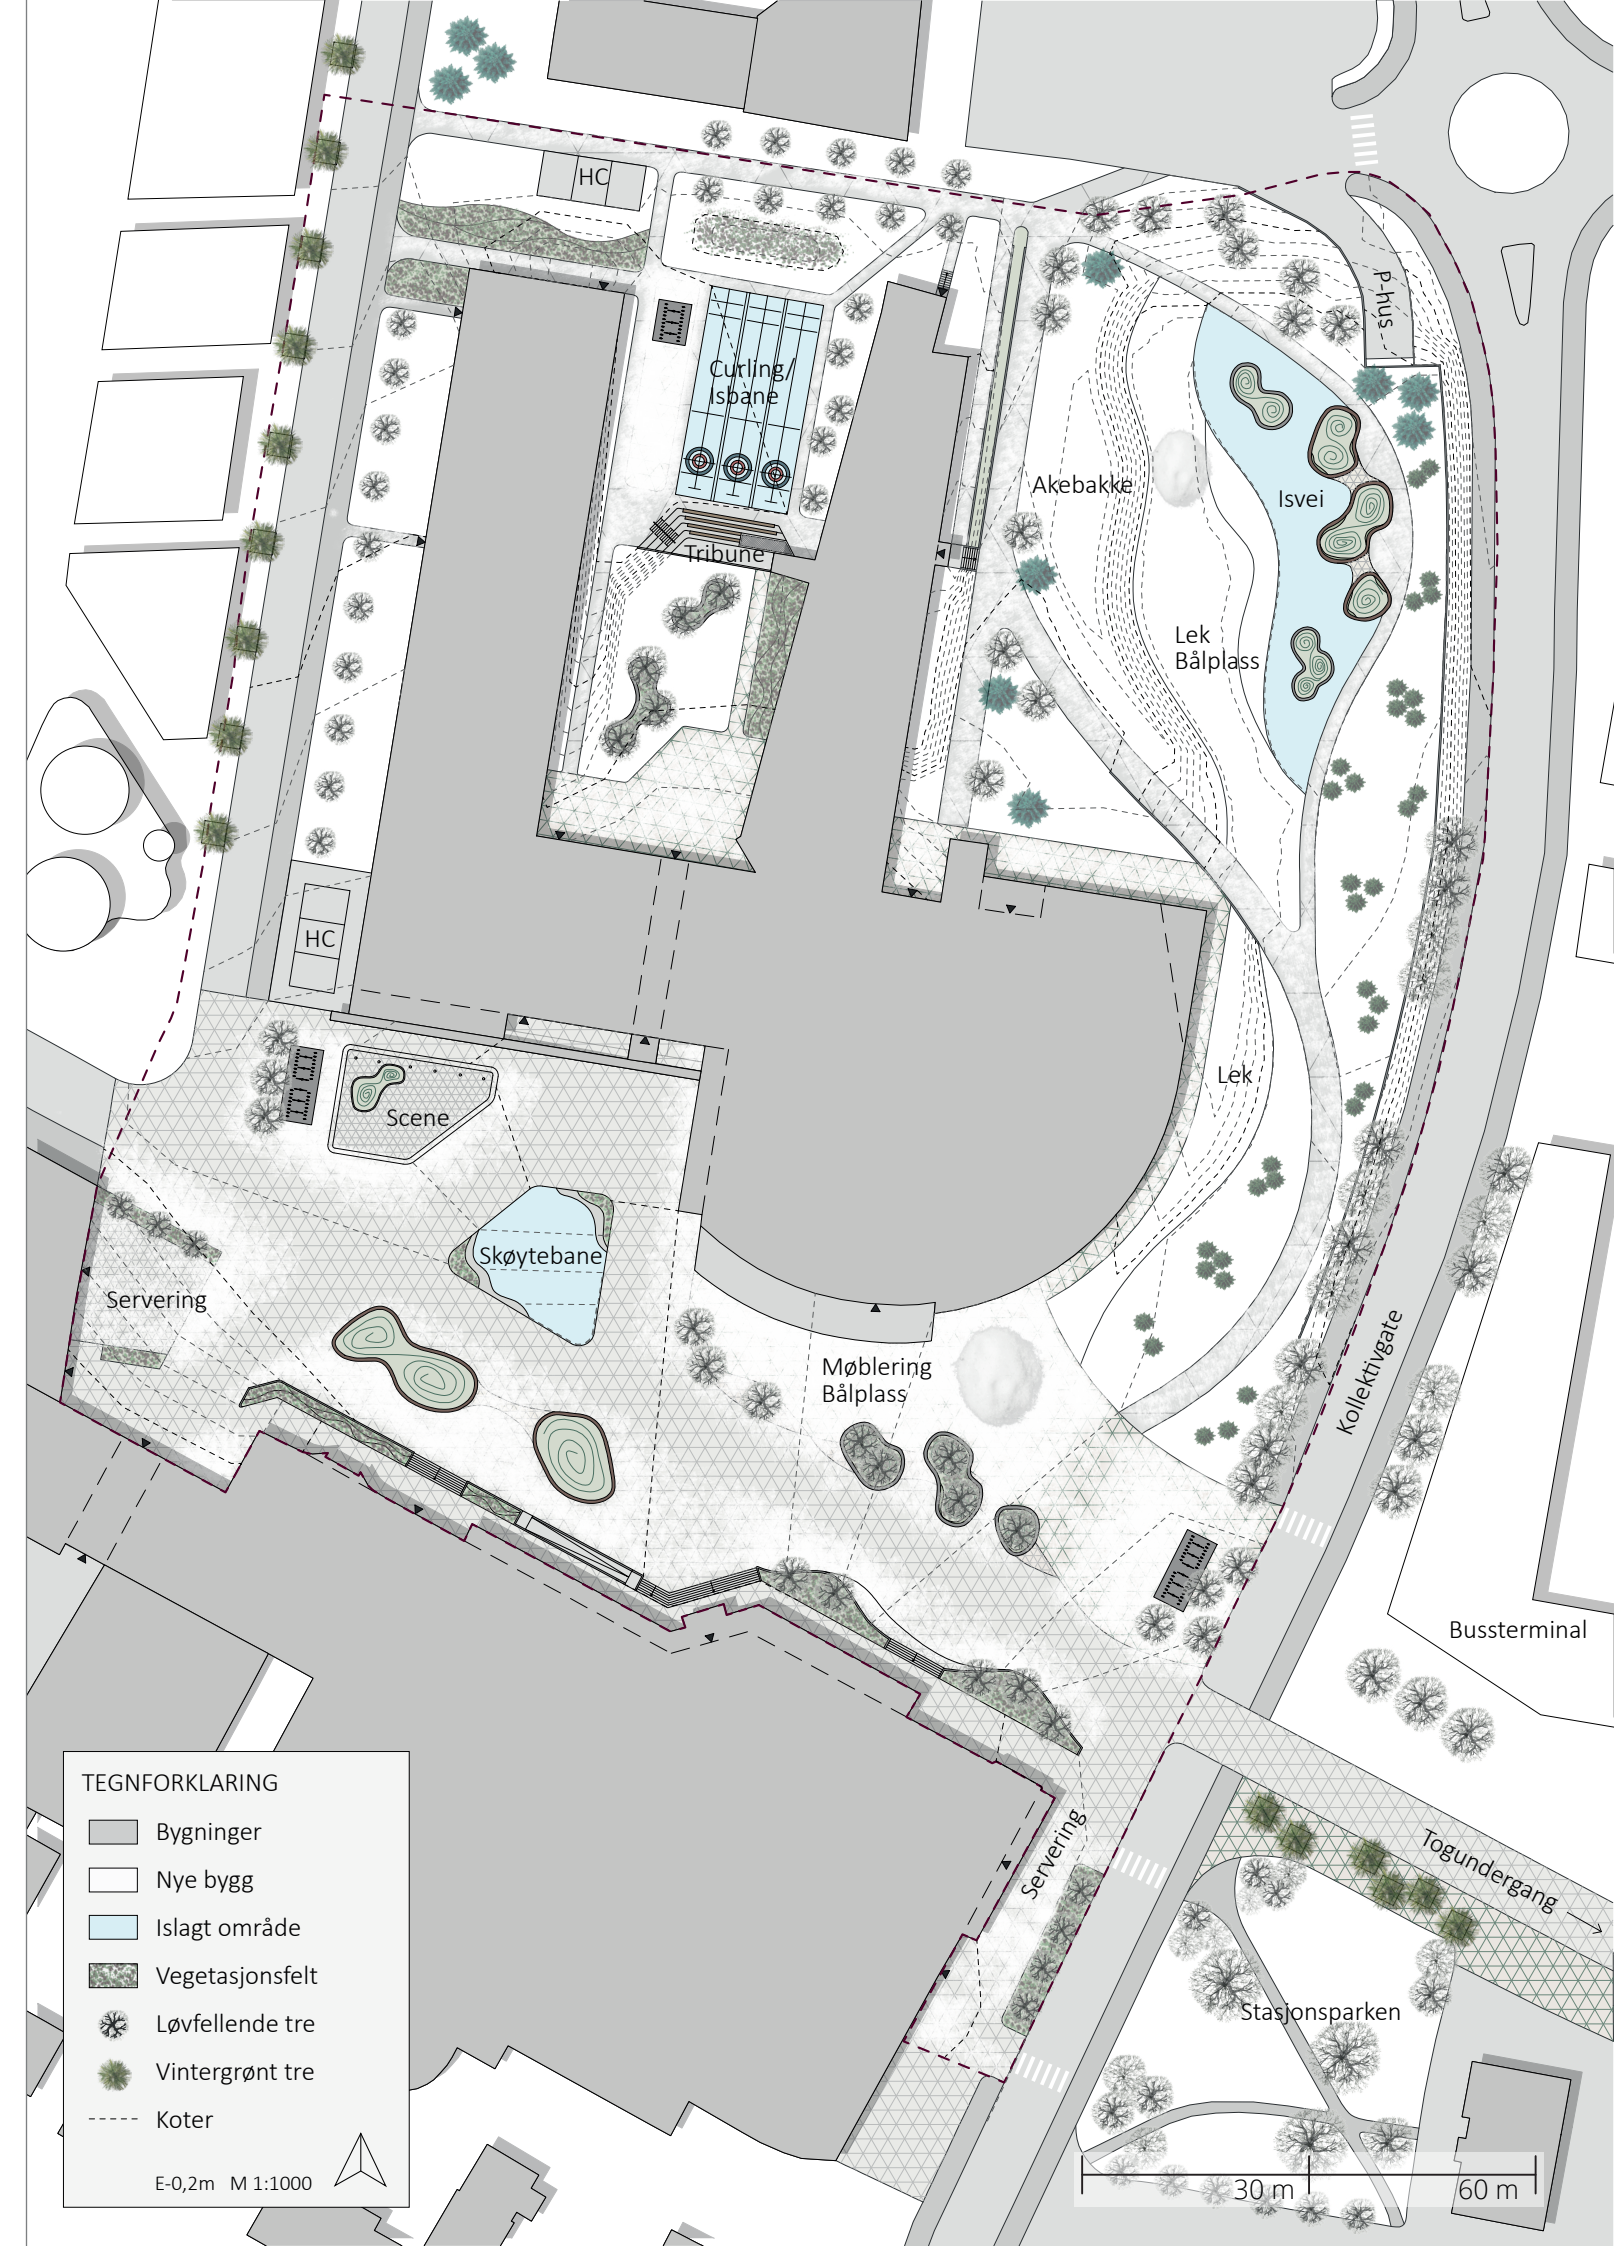 HC
P-hus
Curling/
Isbane
Akebakke
Isvei
Tribune
Lek
Bålplass
HC
Lek
Scene
Skøytebane
Servering
Møblering
Bålplass
Kollektivgate
Bussterminal
Servering
Togundergang
Stasjonsparken
TEGNFORKLARING
Bygninger
Nye bygg
Islagt område
Vegetasjonsfelt
Løvfellende tre
Vintergrønt tre
Koter
E-0,2m M 1:1000
30 m 60 m